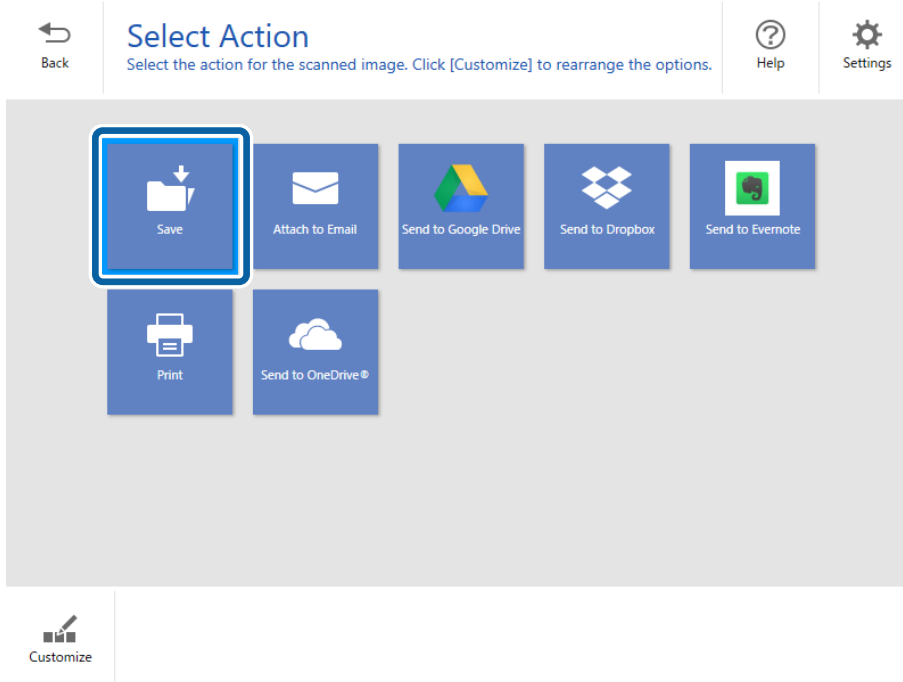 Back
Select Action
Select the action for the scanned image. Click [Customize] to rearrange the options.
Help
Settings
Save
Attach to Email
Send to Google Drive
Send to Dropbox
Send to Evernote
Print
Send to OneDrive®
Customize